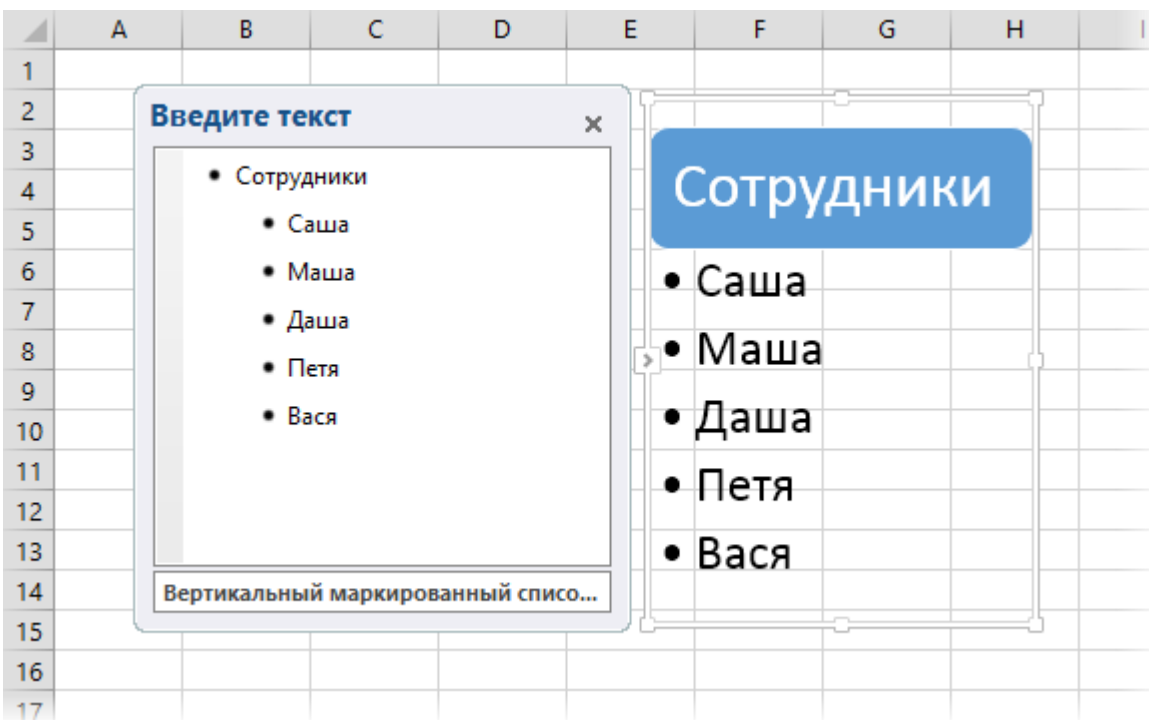 A B C D E F G H I
1
2
3
4
5
6
7
8
9
10
11
12
13
14
15
16
17
Введите текст
• Сотрудники
• Саша
• Маша
• Даша
• Петя
• Вася
Вертикальный маркированный списо...
Сотрудники
• Саша
• Маша
• Даша
• Петя
• Вася